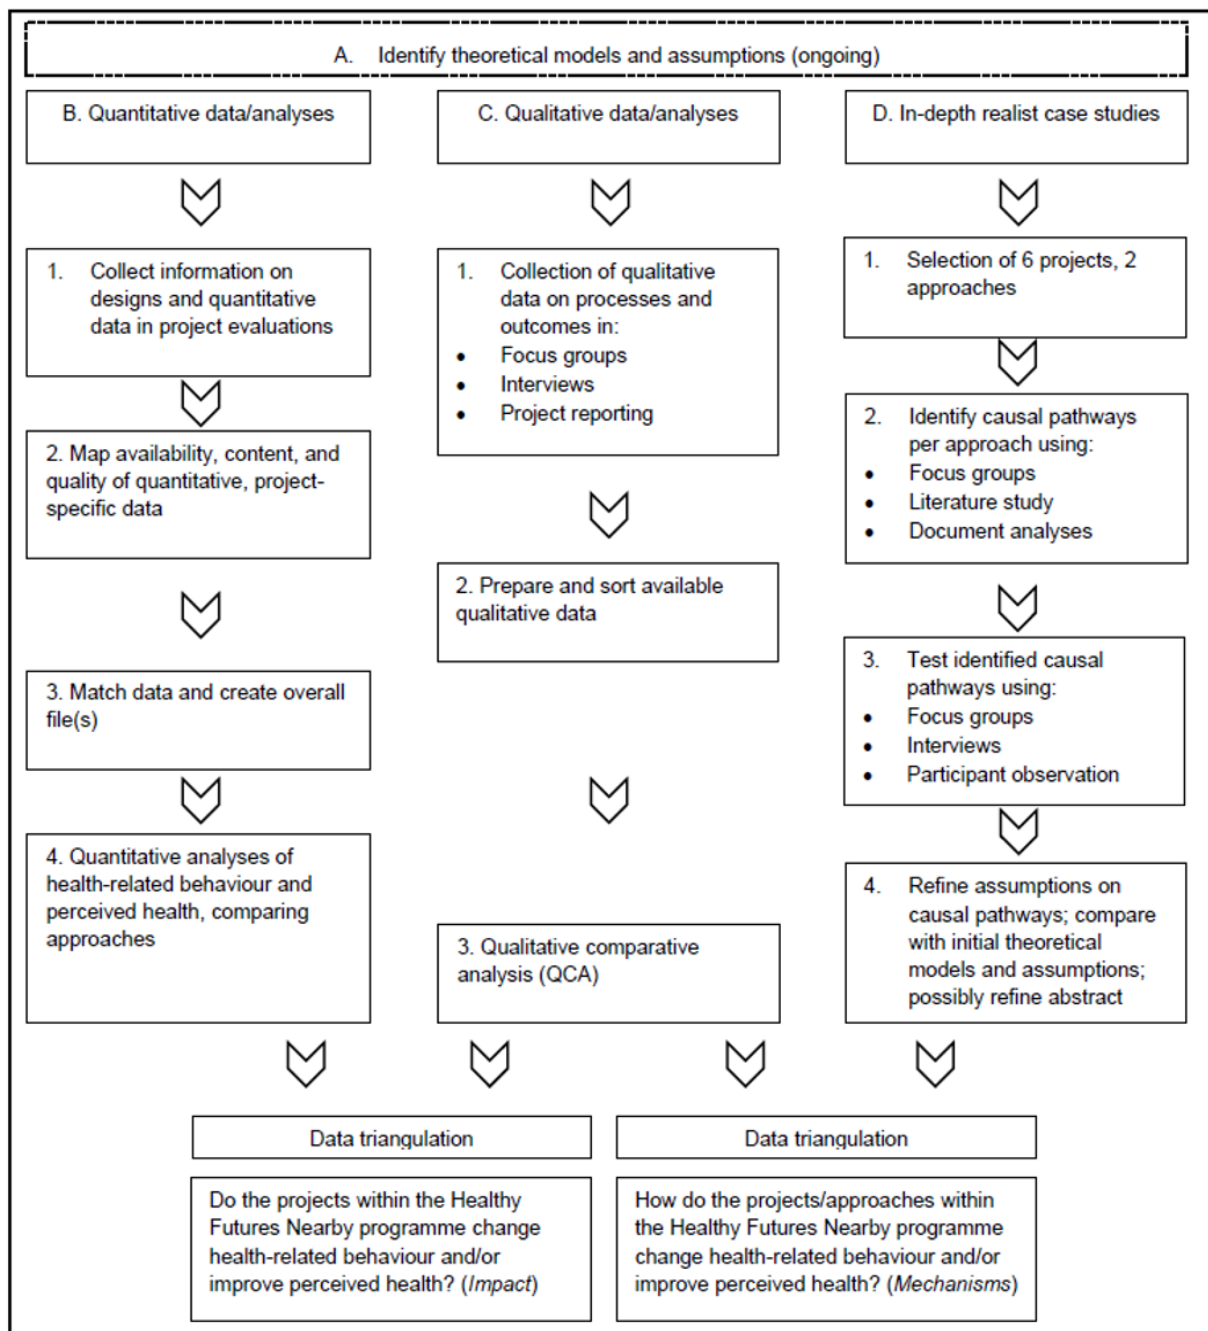 A. Identify theoretical models and assumptions (ongoing)
B. Quantitative data/analyses
1. Collect information on
designs and quantitative
data in project evaluations
2. Map availability, content, and
quality of quantitative, project-
specific data
3. Match data and create overall
file(s)
4. Quantitative analyses of
health-related behaviour and
perceived health, comparing
approaches
C. Qualitative data/analyses
1. Collection of qualitative
data on processes and
outcomes in:
• Focus groups
• Interviews
• Project reporting
2. Prepare and sort available
qualitative data
3. Qualitative comparative
analysis (QCA)
D. In-depth realist case studies
1. Selection of 6 projects, 2
approaches
2. Identify causal pathways
per approach using:
• Focus groups
• Literature study
• Document analyses
3. Test identified causal
pathways using:
• Focus groups
• Interviews
• Participant observation
4. Refine assumptions on
causal pathways; compare
with initial theoretical
models and assumptions;
possibly refine abstract
Data triangulation
Do the projects within the Healthy
Futures Nearby programme change
health-related behaviour and/or
improve perceived health? (Impact)
Data triangulation
How do the projects/approaches within
the Healthy Futures Nearby programme
change health-related behaviour and/or
improve perceived health? (Mechanisms)